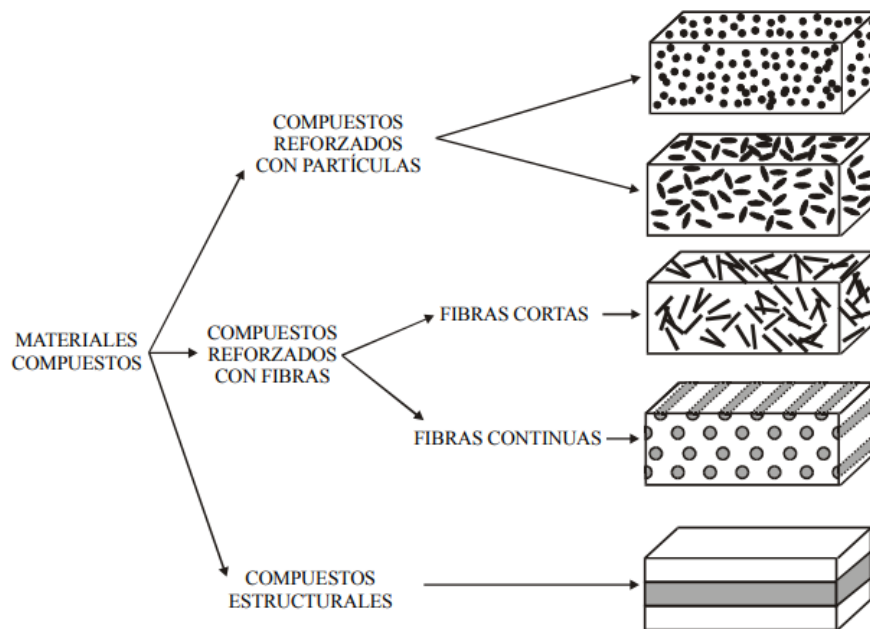 COMPUESTOS
REFORZADOS
CON PARTÍCULAS
MATERIALES
COMPUESTOS
COMPUESTOS
REFORZADOS
CON FIBRAS
FIBRAS CORTAS
FIBRAS CONTINUAS
COMPUESTOS
ESTRUCTURALES